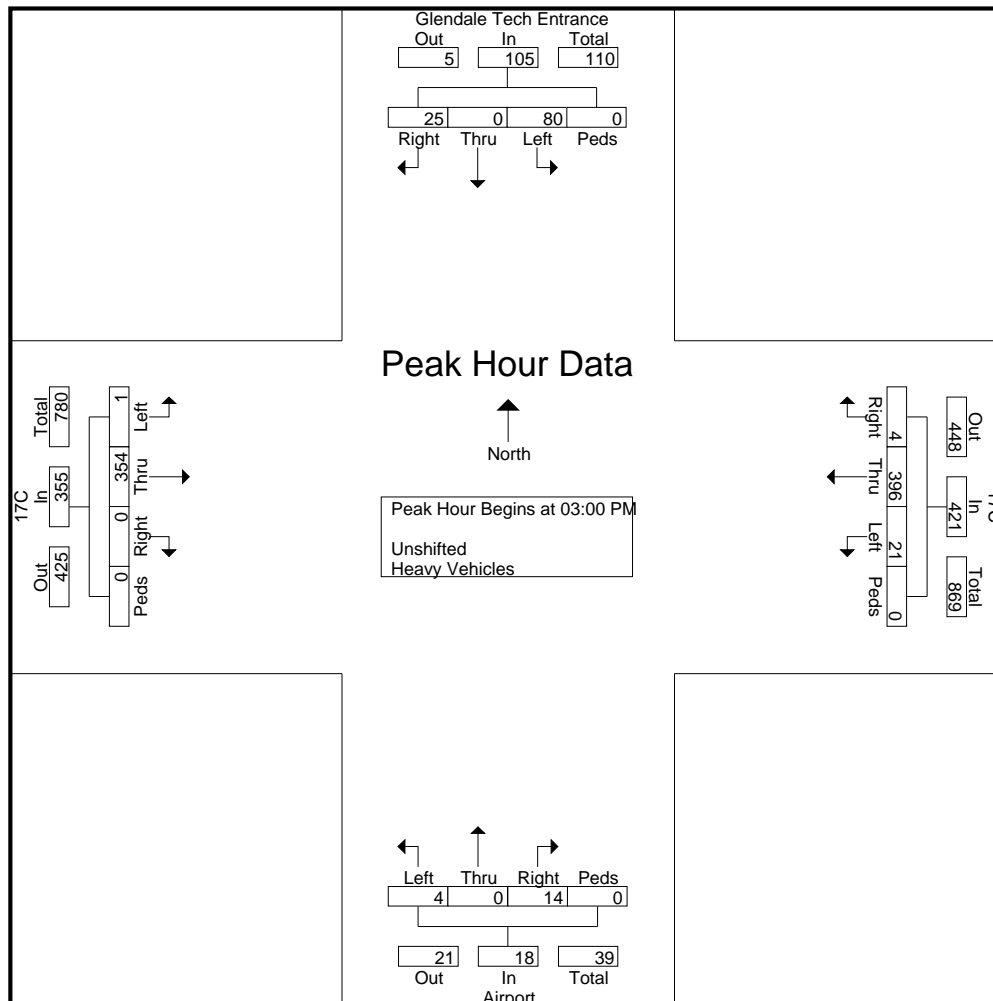 Glendale Tech Entrance
Out In Total
5 105 110
25 0 80 0
Right Thru Left Peds
Peak Hour Data
North
Peak Hour Begins at 03:00 PM
Unshifted
Heavy Vehicles
17C
Out In Total
425 355 780
Left Thru Right Peds
1 354 0 0
Right Thru Left Peds
4 396 21 0
Out In Total
448 421 869
17C
Left Thru Right Peds
4 0 14 0
21 18 39
Out In Total
Airport